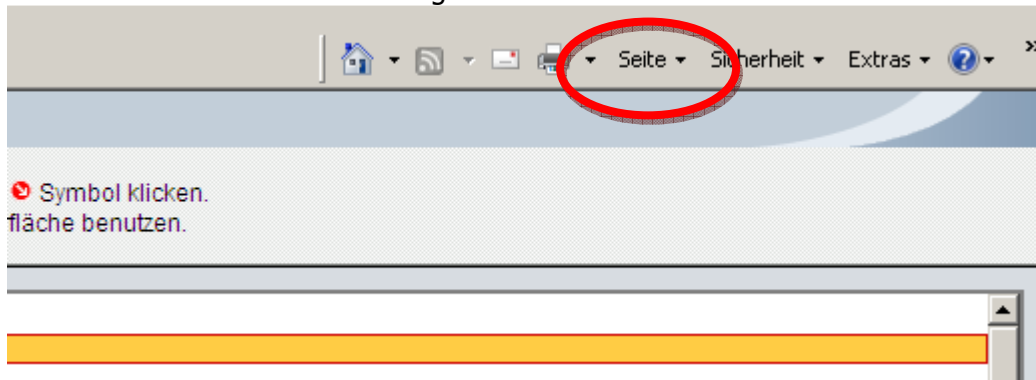 Seite Sicherheit Extras ?
Symbol klicken.
fläche benutzen.